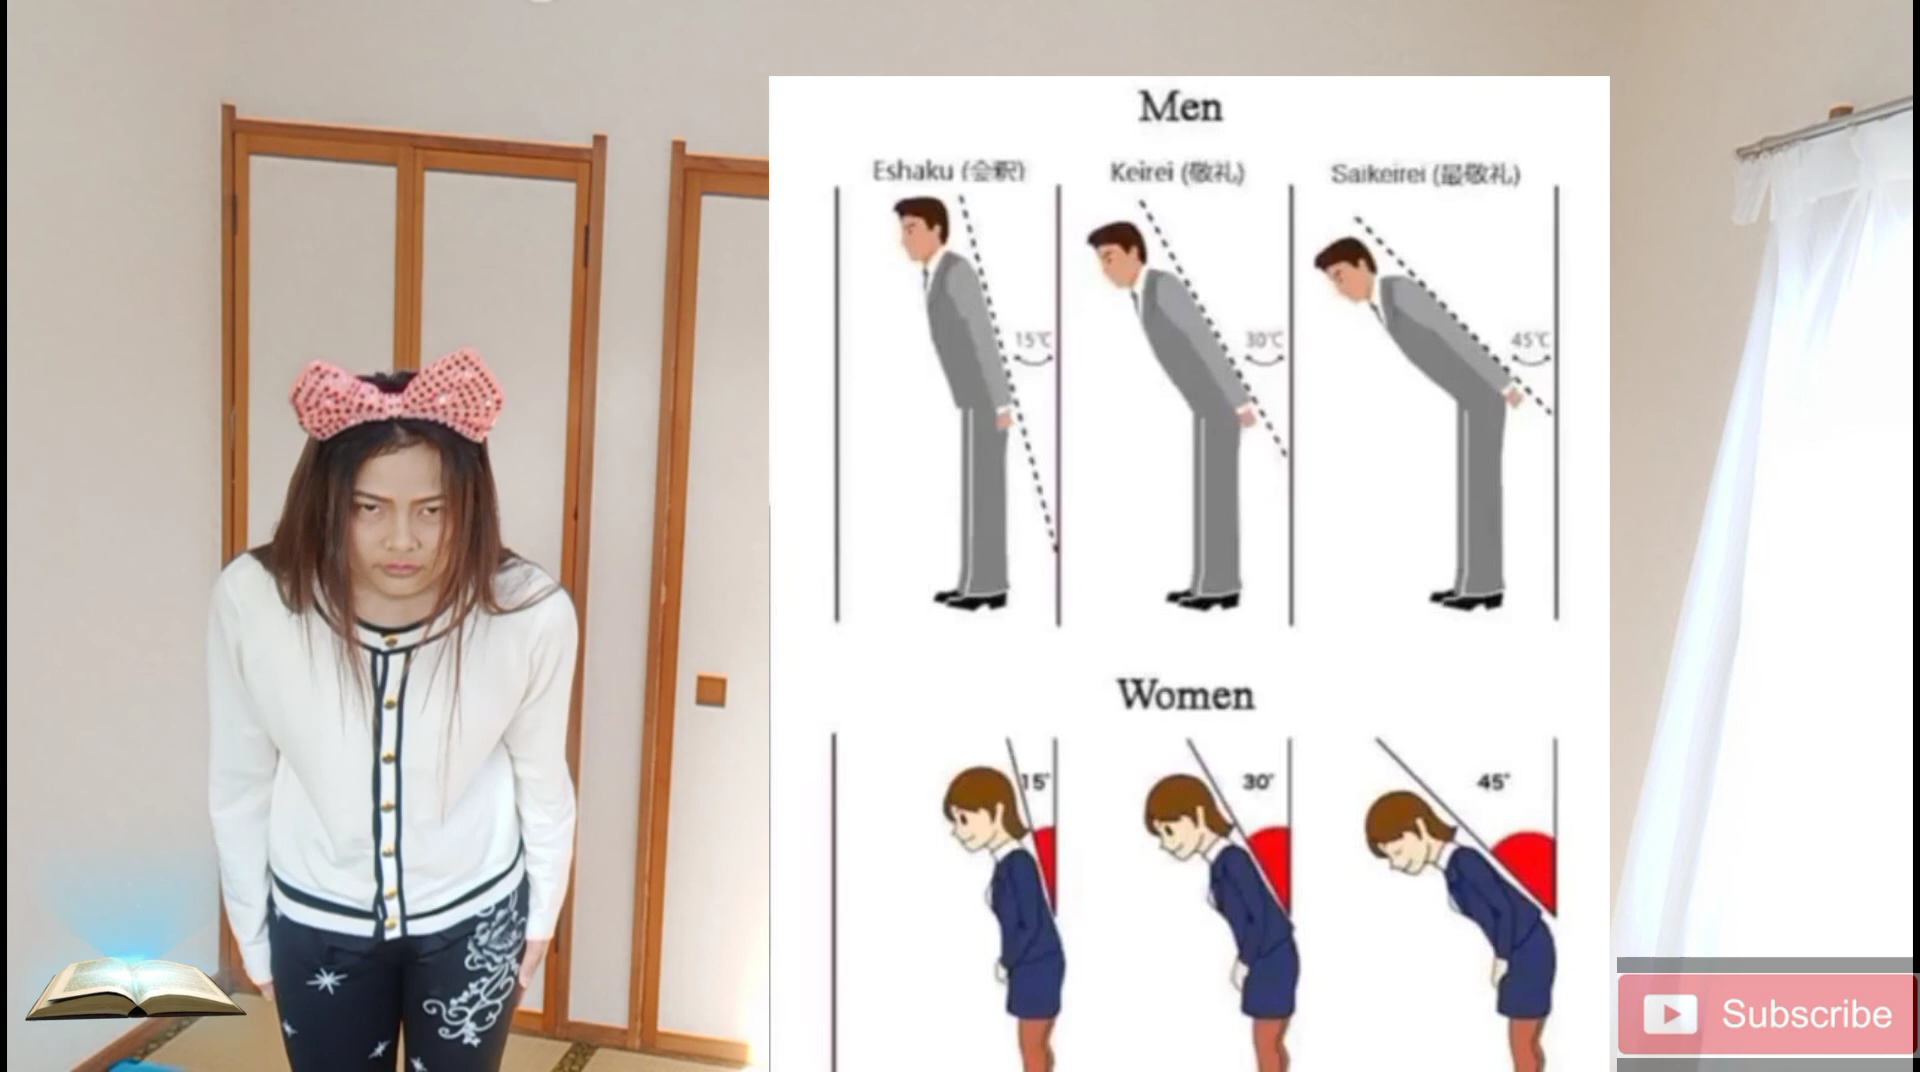 Men
Eshaku (会釈)
Keirei (敬礼)
Saikeirei (最敬礼)
15℃
30℃
45℃
Women
15°
30°
45°
Subscribe